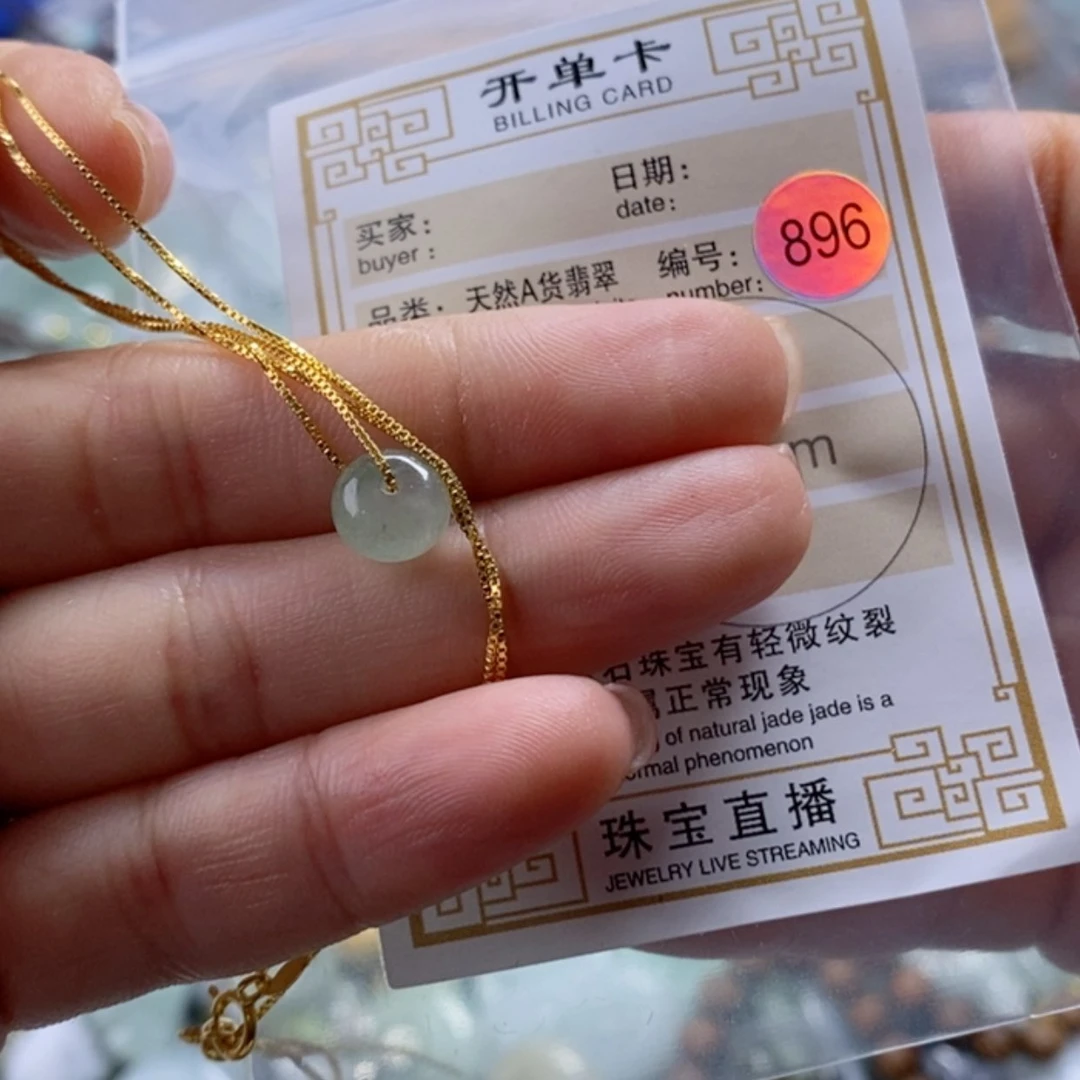 开单卡
BILLING CARD
日期:
date:
买家:
buyer :
896
品类: 天然A货翡翠 编号:
number:
m
珠宝有轻微纹裂
正常现象
of natural jade jade is a
phenomenon
珠宝直播
JEWELRY LIVE STREAMING